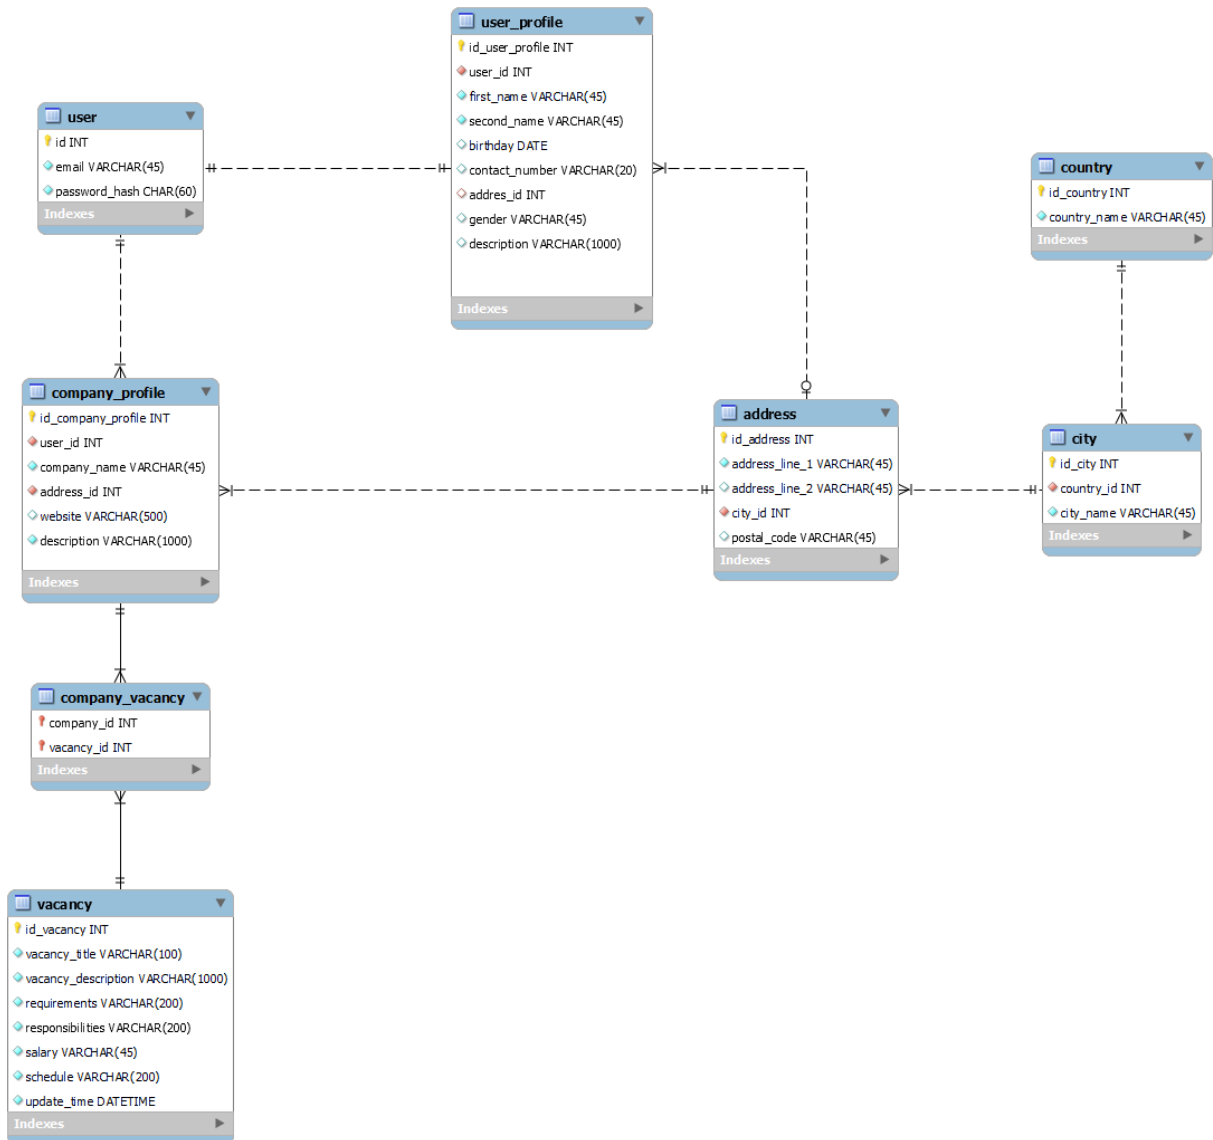 user_profile
id_user_profile INT
user_id INT
first_name VARCHAR(45)
second_name VARCHAR(45)
birthday DATE
contact_number VARCHAR(20)
addres_id INT
gender VARCHAR(45)
description VARCHAR(1000)
Indexes
user
id INT
email VARCHAR(45)
password_hash CHAR(60)
Indexes
country
id_country INT
country_name VARCHAR(45)
Indexes
company_profile
id_company_profile INT
user_id INT
company_name VARCHAR(45)
address_id INT
website VARCHAR(500)
description VARCHAR(1000)
Indexes
address
id_address INT
address_line_1 VARCHAR(45)
address_line_2 VARCHAR(45)
city_id INT
postal_code VARCHAR(45)
Indexes
city
id_city INT
country_id INT
city_name VARCHAR(45)
Indexes
company_vacancy
company_id INT
vacancy_id INT
Indexes
vacancy
id_vacancy INT
vacancy_title VARCHAR(100)
vacancy_description VARCHAR(1000)
requirements VARCHAR(200)
responsibilities VARCHAR(200)
salary VARCHAR(45)
schedule VARCHAR(200)
update_time DATETIME
Indexes